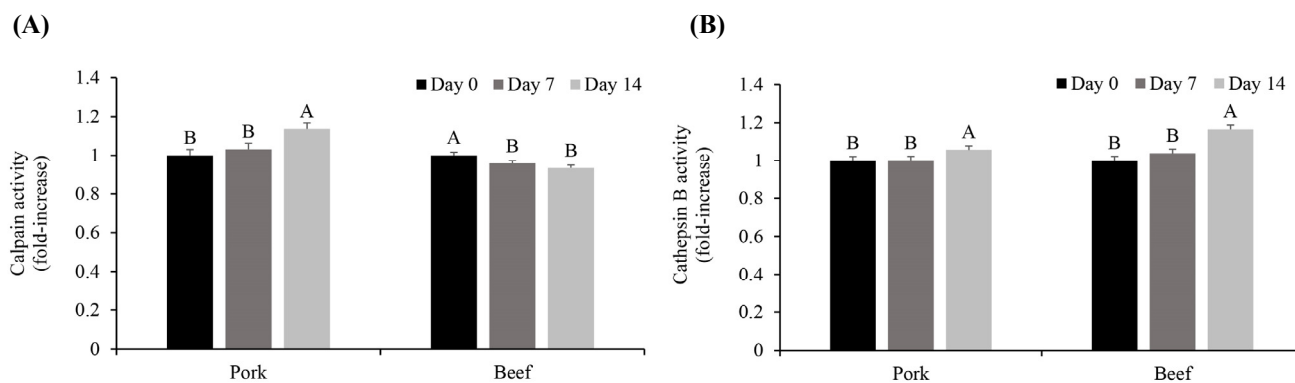 (A)
Calpain activity
(fold-increase)
1.4
1.2
1
0.8
0.6
0.4
0.2
0
Day 0 Day 7 Day 14
B B A
A B B
Pork Beef
(B)
Cathepsin B activity
(fold-increase)
1.4
1.2
1
0.8
0.6
0.4
0.2
0
Day 0 Day 7 Day 14
B B A
B B A
Pork Beef